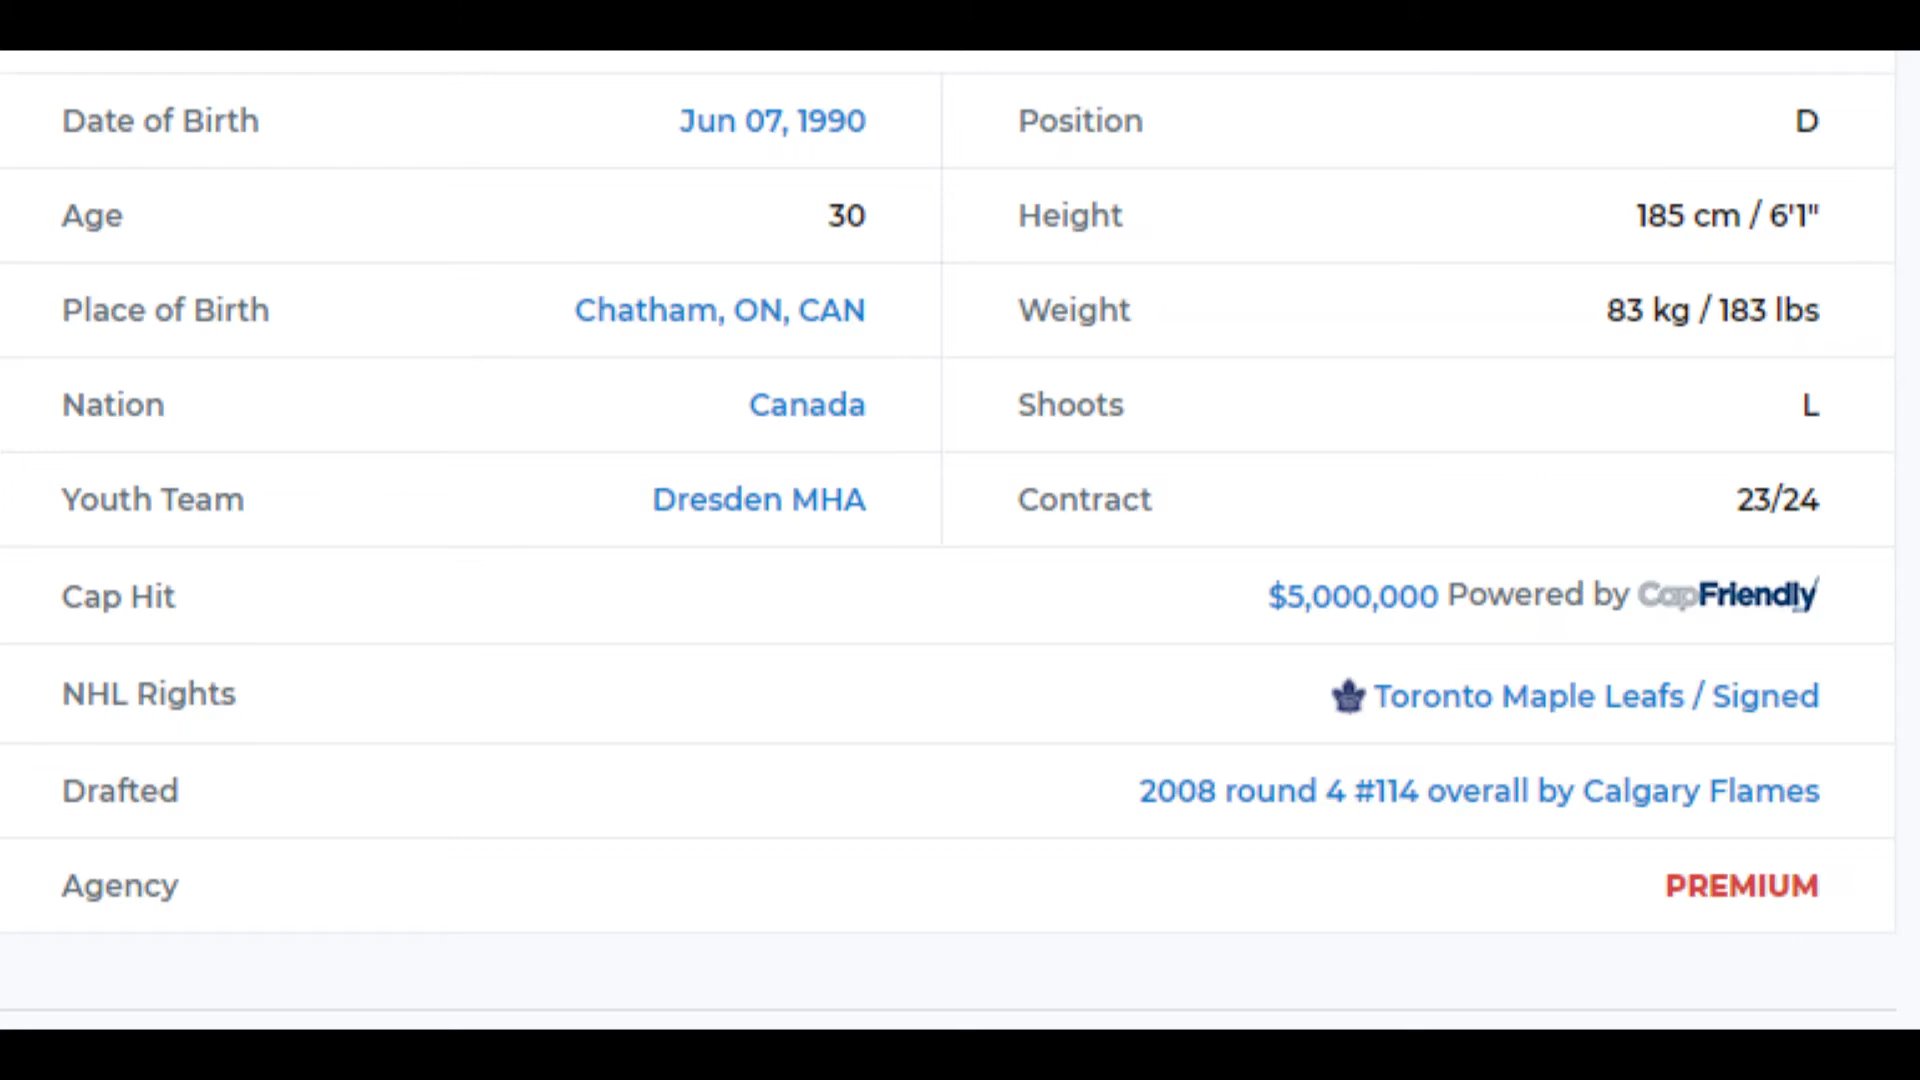 Date of Birth Jun 07, 1990 Position D
Age 30 Height 185 cm / 6'1"
Place of Birth Chatham, ON, CAN Weight 83 kg / 183 lbs
Nation Canada Shoots L
Youth Team Dresden MHA Contract 23/24
Cap Hit $5,000,000 Powered by CapFriendly
NHL Rights Toronto Maple Leafs / Signed
Drafted 2008 round 4 #114 overall by Calgary Flames
Agency PREMIUM